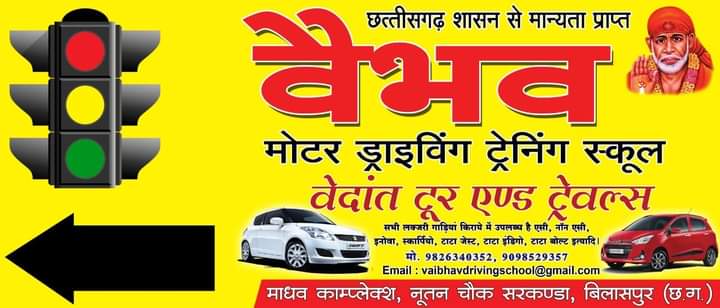 छत्तीसगढ़ शासन से मान्यता प्राप्त
वैभव
मोटर ड्राइविंग ट्रेनिंग स्कूल
वेदांत टूर एण्ड ट्रेवल्स
सभी लक्जरी गाड़ियां किराये में उपलब्ध है एसी, नॉन एसी,
इनोवा, स्कार्पियो, टाटा जेस्ट, टाटा इंडिगो, टाटा बोल्ट इत्यादि।
मो. 9826340352, 9098529357
Email : vaibhavdrivingschool@gmail.com
माधव काम्प्लेक्श, नूतन चौक सरकण्डा, बिलासपुर (छ.ग.)